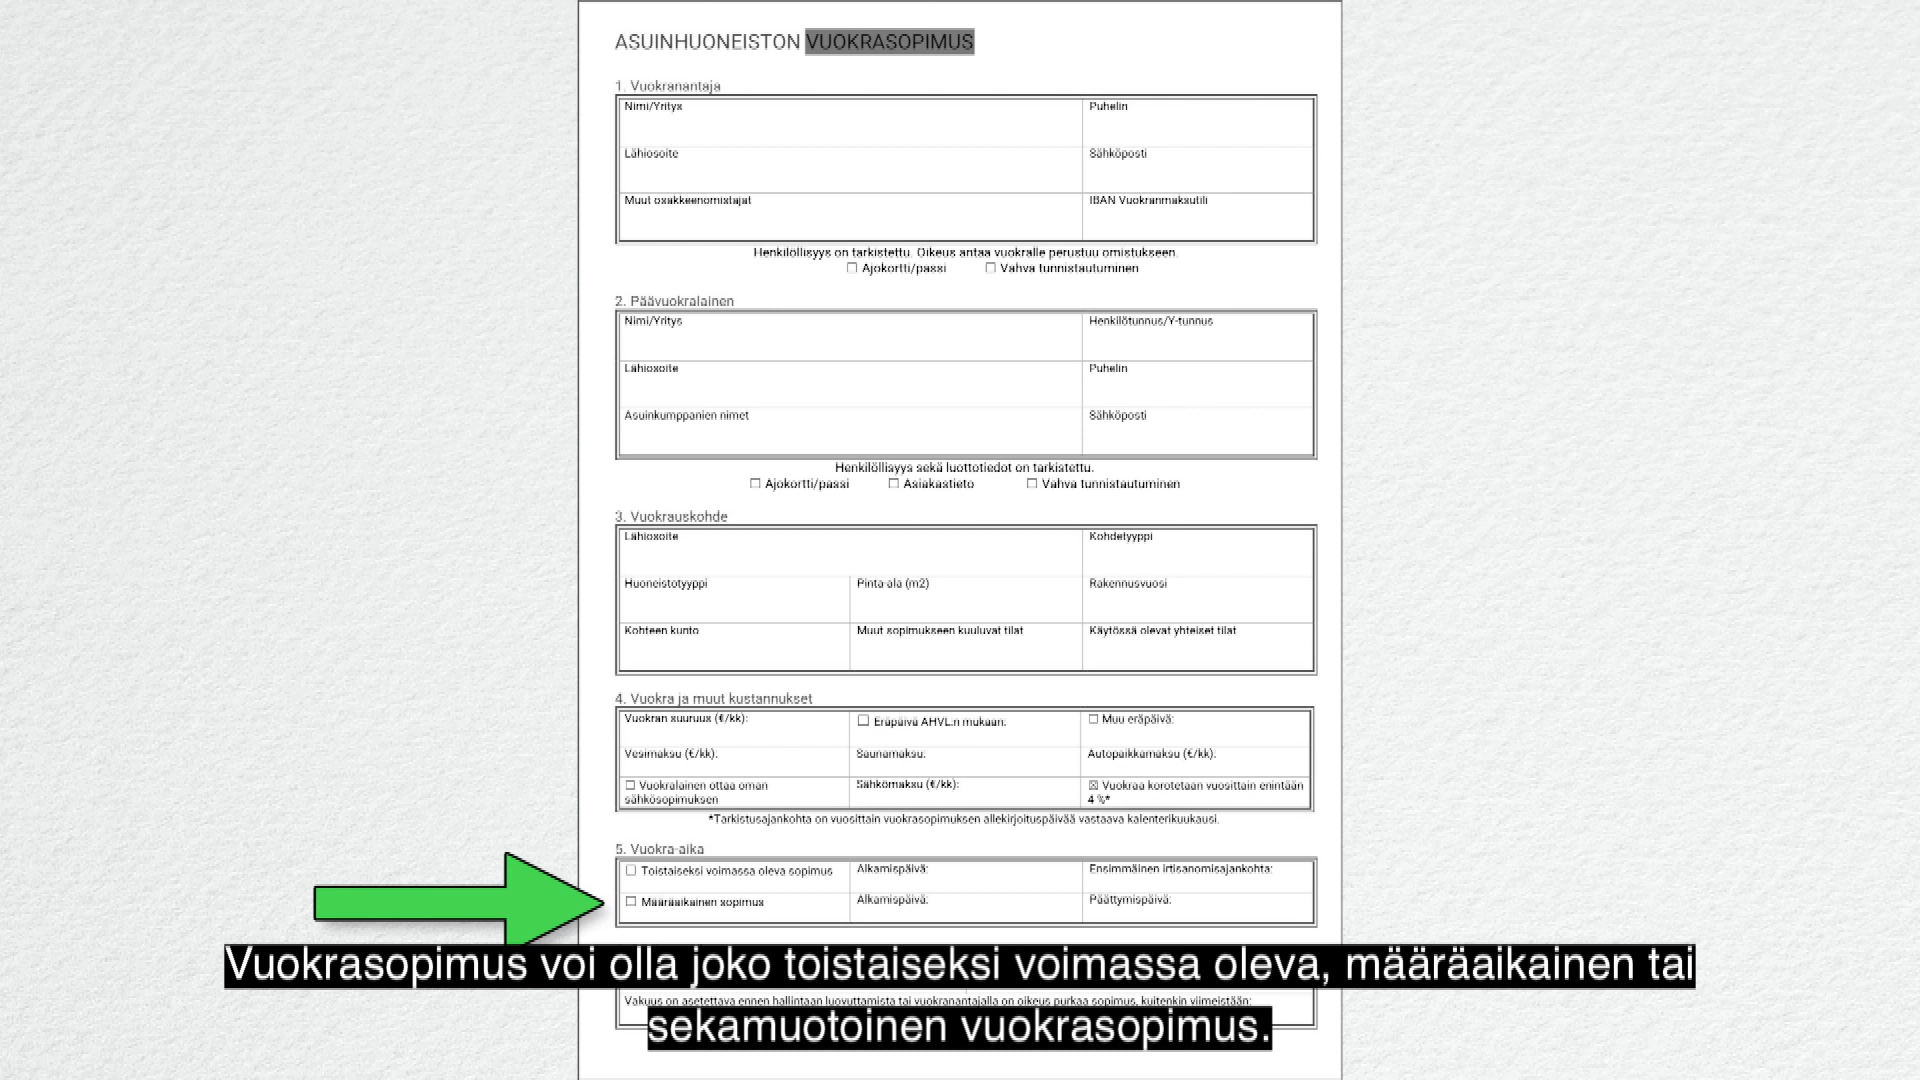 ASUINHUONEISTON VUOKRASOPIMUS
1. Vuokranantaja
Nimi/Yritys
Puhelin
Lähiosoite
Sähköposti
Muut osakkeenomistajat
IBAN Vuokranmaksutili
Henkilöllisyys on tarkistettu. Oikeus antaa vuokralle perustuu omistukseen.
☐ Ajokortti/passi ☐ Vahva tunnistautuminen
2. Päävuokralainen
Nimi/Yritys
Henkilötunnus/Y-tunnus
Lähiosoite
Puhelin
Asuinkumppanien nimet
Sähköposti
Henkilöllisyys sekä luottotiedot on tarkistettu.
☐ Ajokortti/passi ☐ Asiakastieto ☐ Vahva tunnistautuminen
3. Vuokrauskohde
Lähiosoite
Kohdetyyppi
Huoneistotyyppi
Pinta-ala (m2)
Rakennusvuosi
Kohteen kunto
Muut sopimukseen kuuluvat tilat
Käytössä olevat yhteiset tilat
4. Vuokra ja muut kustannukset
Vuokran suuruus (€/kk):
☐ Eräpäivä AHVL:n mukaan:
☐ Muu eräpäivä:
Vesimaksu (€/kk):
Saunamaksu:
Autopaikkamaksu (€/kk):
☐ Vuokralainen ottaa oman
sähkösopimuksen
Sähkömaksu (€/kk):
☒ Vuokraa korotetaan vuosittain enintään
4 %*
*Tarkistusajankohta on vuosittain vuokrasopimuksen allekirjoituspäivää vastaava kalenterikuukausi.
5. Vuokra-aika
☐ Toistaiseksi voimassa oleva sopimus
Alkamispäivä:
Ensimmäinen irtisanomisajankohta:
☐ Määräaikainen sopimus
Alkamispäivä:
Päättymispäivä:
Vuokrasopimus voi olla joko toistaiseksi voimassa oleva, määräaikainen tai
Vakuus on asetettava ennen hallintaan luovuttamista tai vuokranantajalla on oikeus purkaa sopimus, kuitenkin viimeistään:
sekamuotoinen vuokrasopimus.